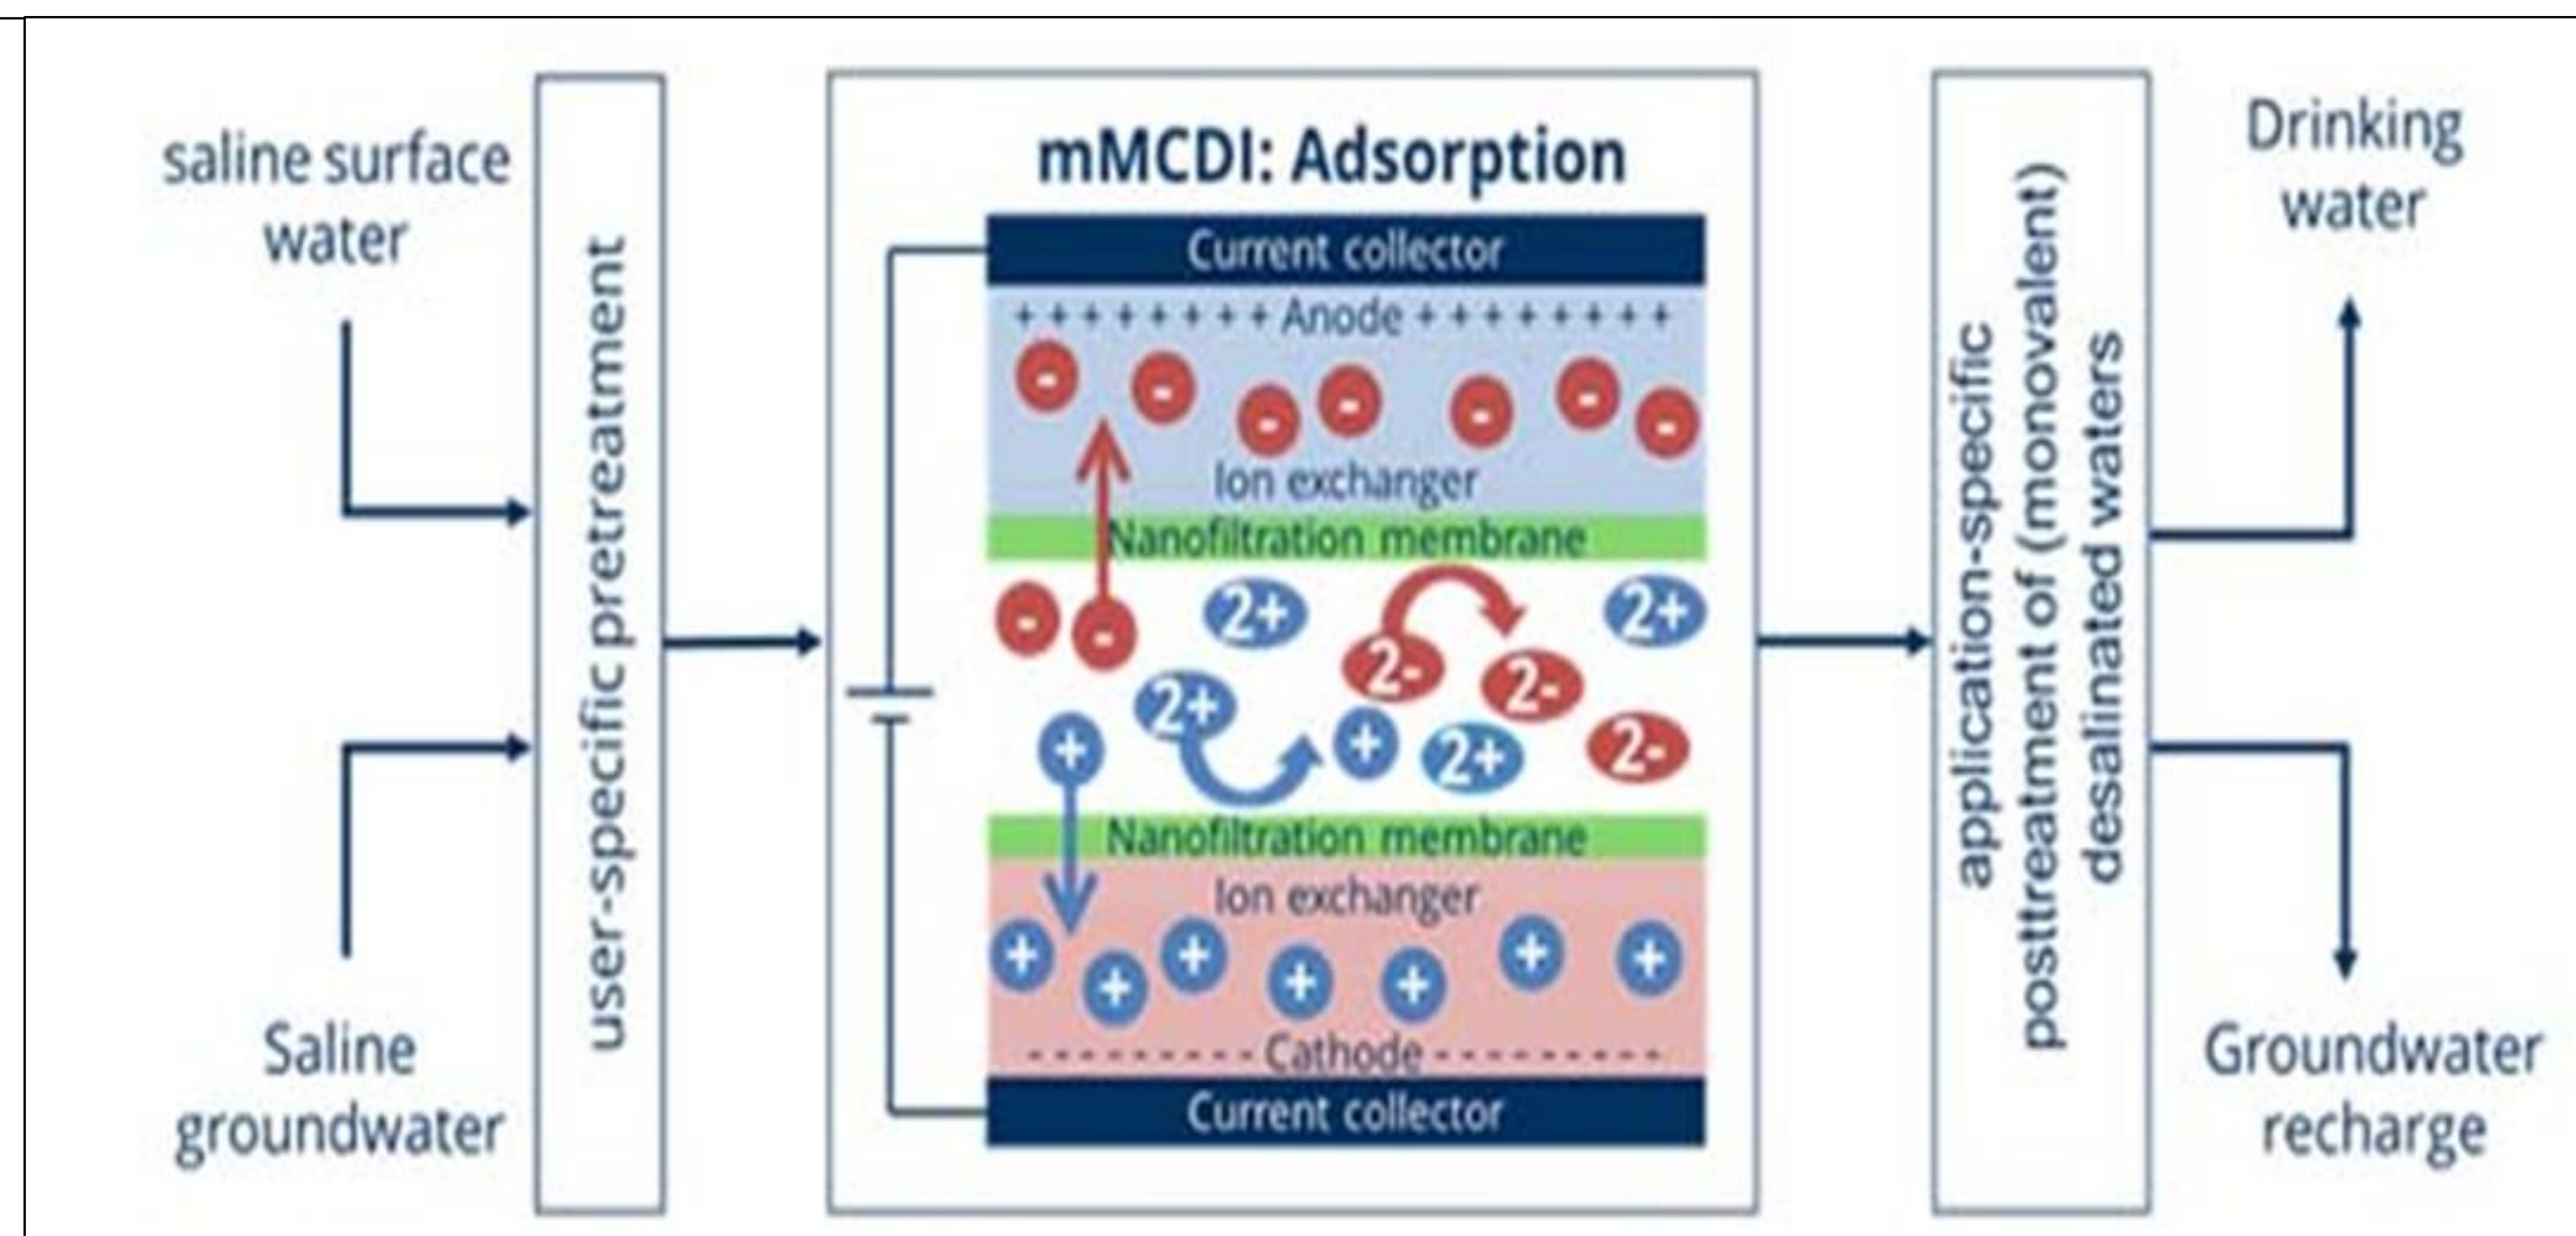 saline surface
water
Saline
groundwater
user-specific pretreatment
mMCDI: Adsorption
Current collector
+ + + + + + + + Anode + + + + + + + +
- - - - - - -
Ion exchanger
Nanofiltration membrane
- - 2+ 2+
2- 2-
2+
+ + 2+ 2-
Nanofiltration membrane
Ion exchanger
+ + + + + + +
- - - - - - - - - Cathode - - - - - - - - -
Current collector
application-specific
posttreatment of (monovalent)
desalinated waters
Drinking
water
Groundwater
recharge